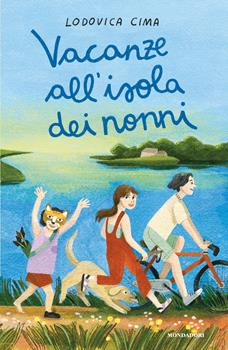 LODOVICA CIMA
Vacanze
all'isola
dei nonni
MONDADORI